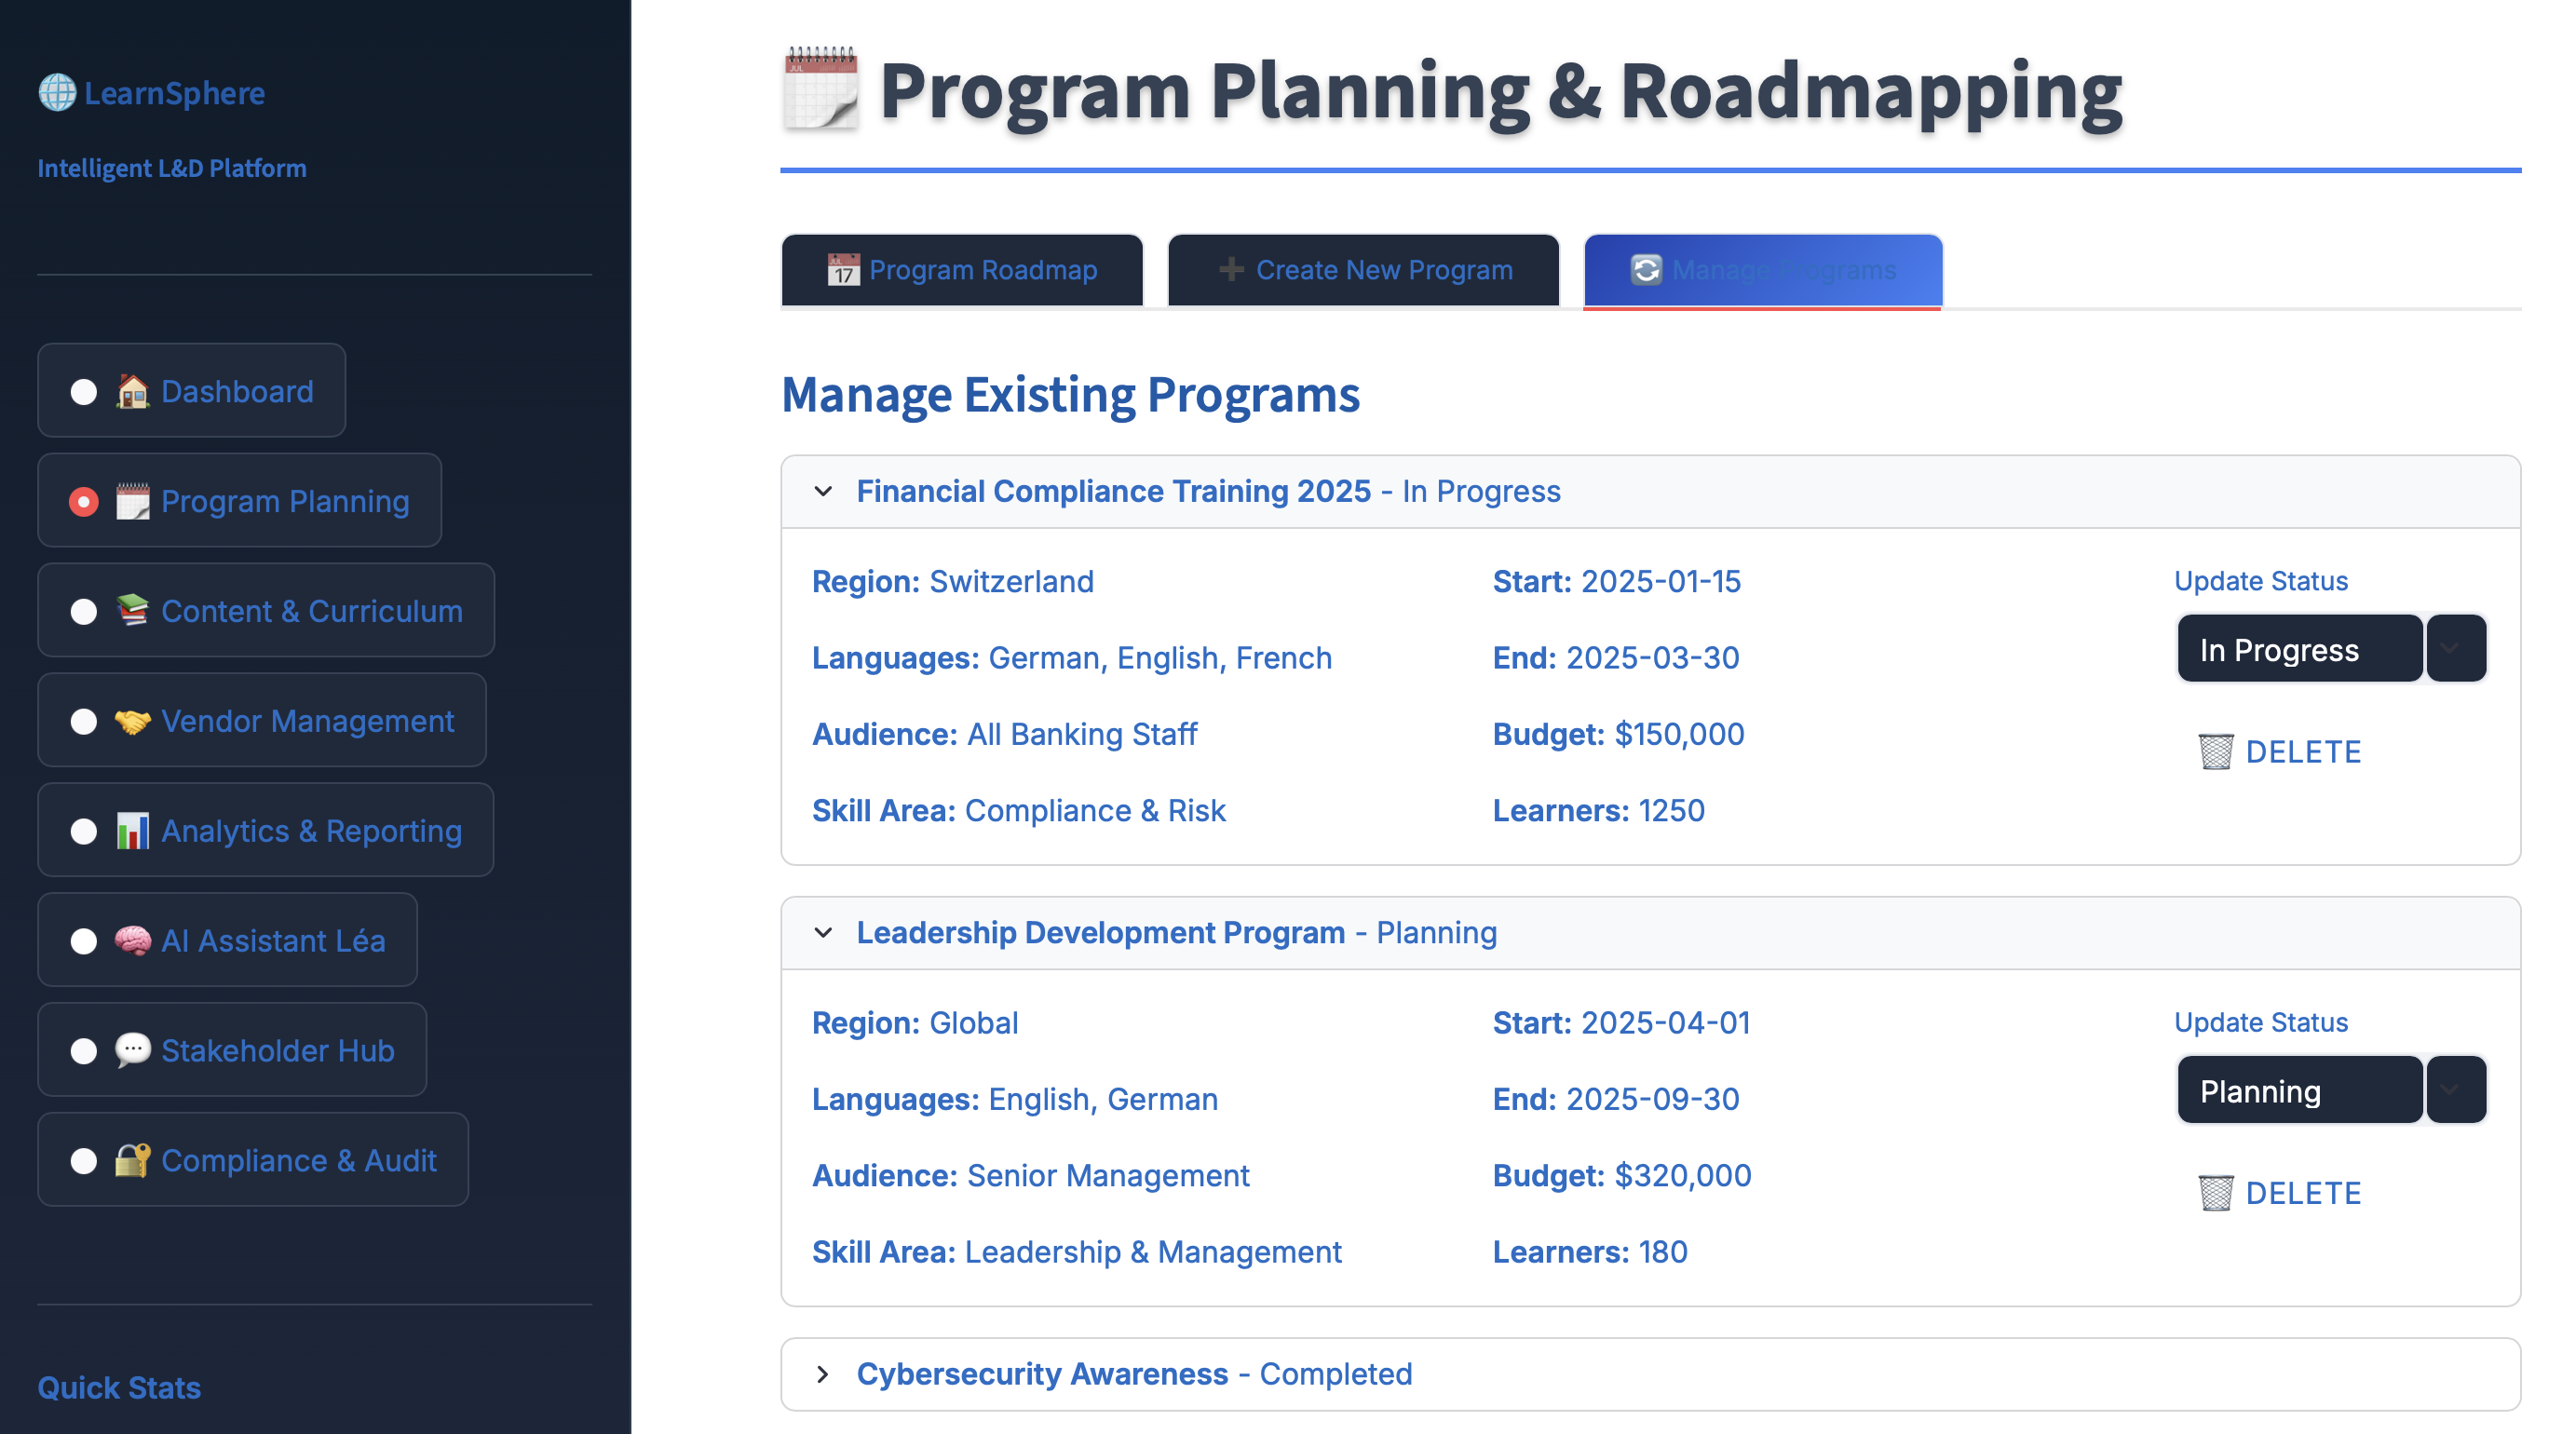 LearnSphere
Intelligent L&D Platform
Dashboard
Program Planning
Content & Curriculum
Vendor Management
Analytics & Reporting
AI Assistant Léa
Stakeholder Hub
Compliance & Audit
Quick Stats
Program Planning & Roadmapping
Program Roadmap
Create New Program
Manage Programs
Manage Existing Programs
Financial Compliance Training 2025 - In Progress
Region: Switzerland
Languages: German, English, French
Audience: All Banking Staff
Skill Area: Compliance & Risk
Start: 2025-01-15
End: 2025-03-30
Budget: $150,000
Learners: 1250
Update Status
In Progress
DELETE
Leadership Development Program - Planning
Region: Global
Languages: English, German
Audience: Senior Management
Skill Area: Leadership & Management
Start: 2025-04-01
End: 2025-09-30
Budget: $320,000
Learners: 180
Update Status
Planning
DELETE
Cybersecurity Awareness - Completed